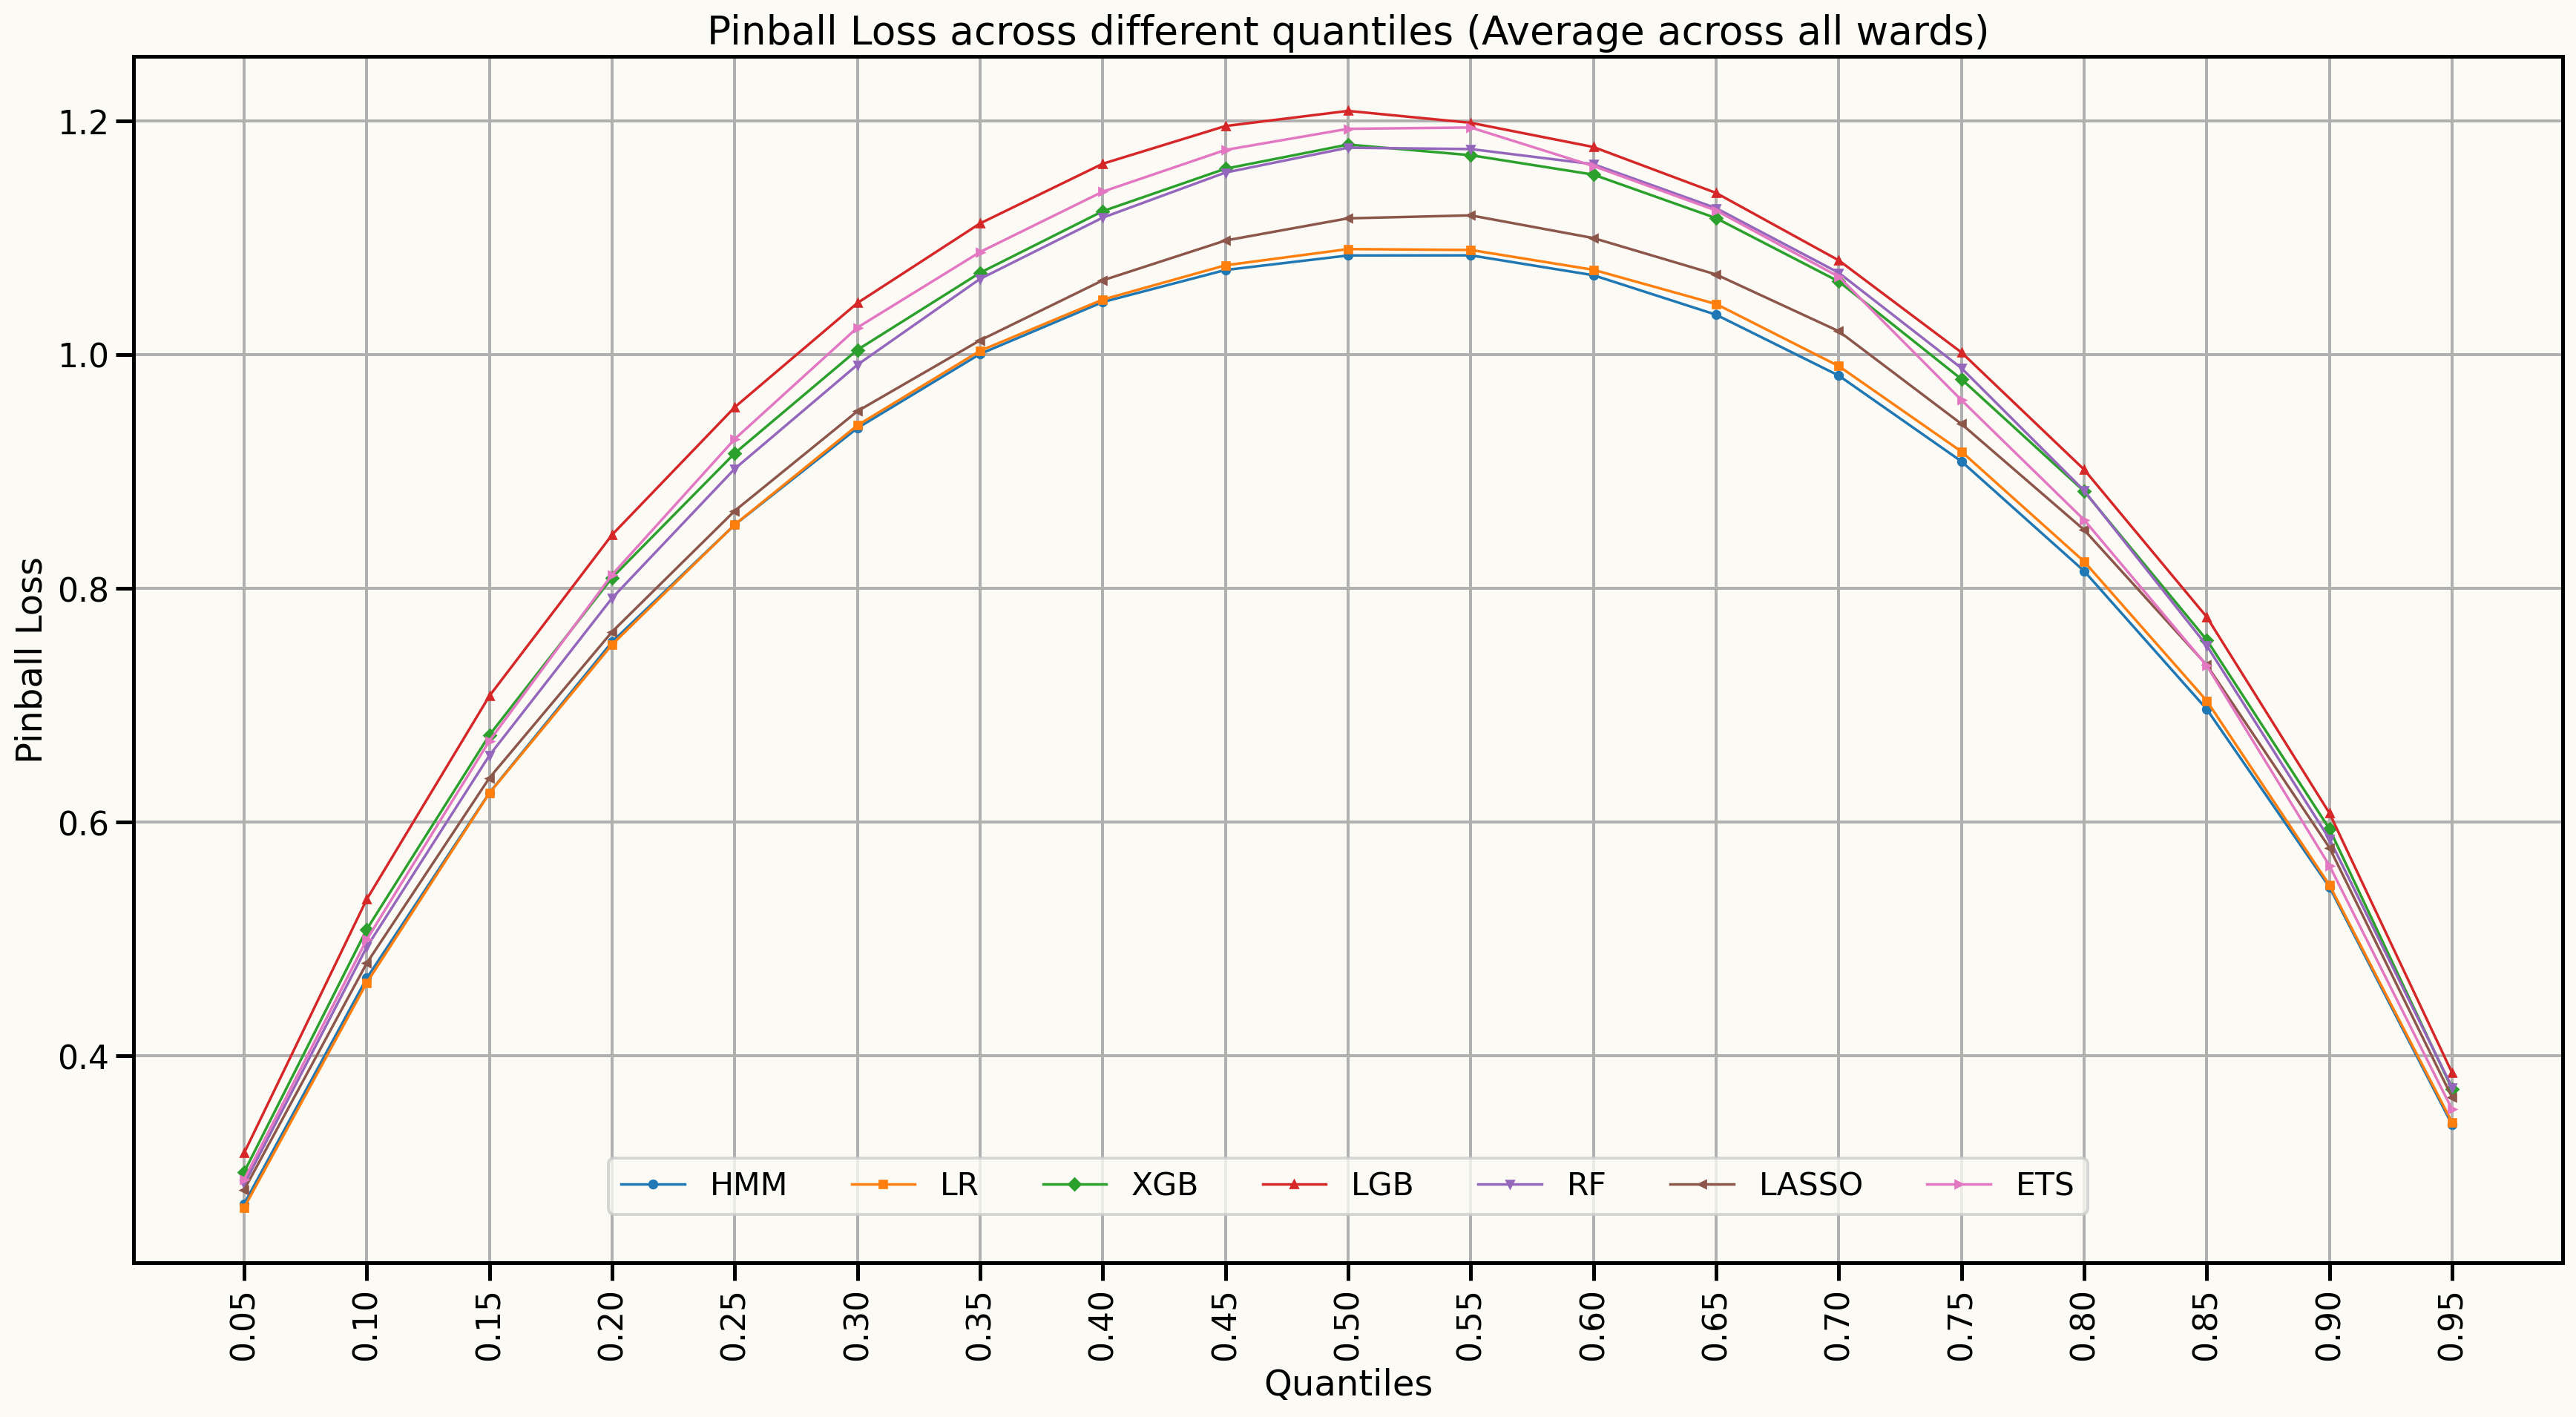 Pinball Loss across different quantiles (Average across all wards)
Pinball Loss
1.2
1.0
0.8
0.6
0.4
HMM LR XGB LGB RF LASSO ETS
0.05 0.10 0.15 0.20 0.25 0.30 0.35 0.40 0.45 0.50 0.55 0.60 0.65 0.70 0.75 0.80 0.85 0.90 0.95
Quantiles